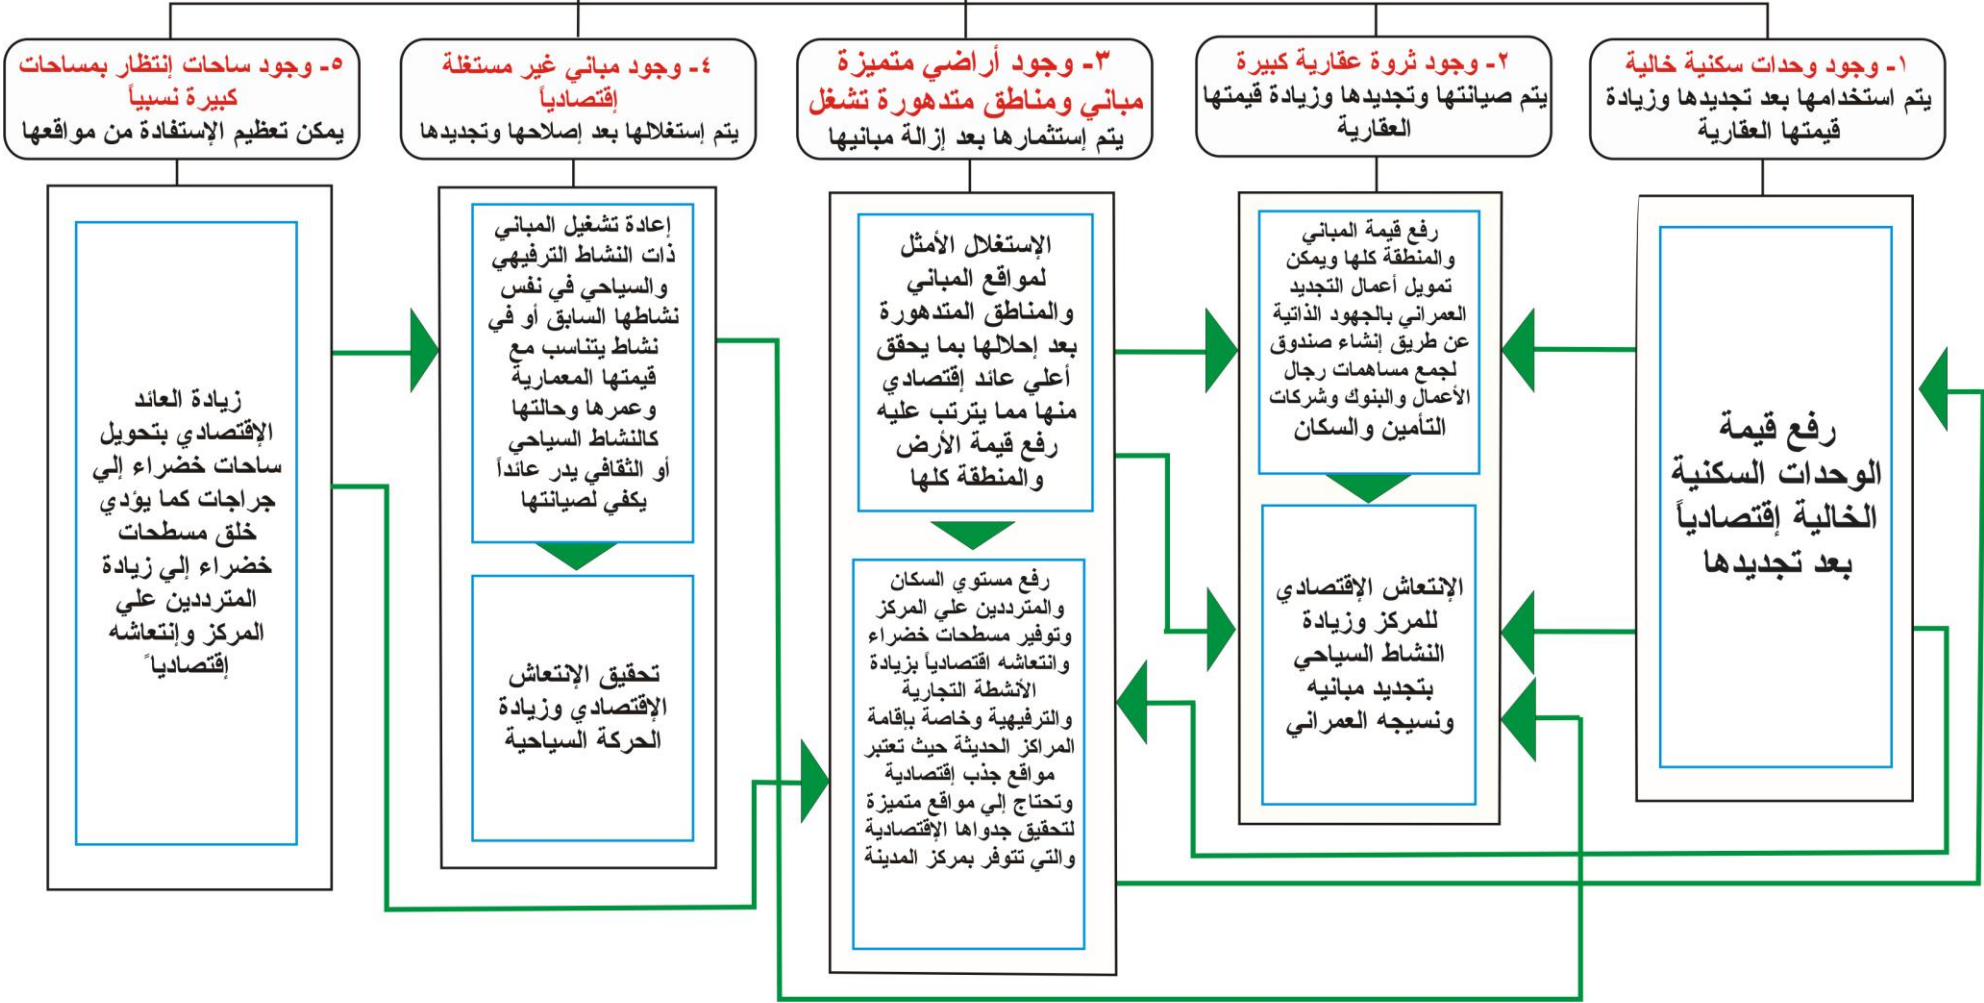 ١- وجود وحدات سكنية خالية
يتم استخدامها بعد تجديدها وزيادة
قيمتها العقارية
٢- وجود ثروة عقارية كبيرة
يتم صيانتها وتجديدها وزيادة قيمتها
العقارية
٣- وجود أراضي متميزة
مباني ومناطق متدهورة تشغل
يتم إستثمارها بعد إزالة مبانيها
٤- وجود مباني غير مستغلة
إقتصادياً
يتم إستغلالها بعد إصلاحها وتجديدها
٥- وجود ساحات إنتظار بمساحات
كبيرة نسبياً
يمكن تعظيم الإستفادة من مواقعها
رفع قيمة
الوحدات السكنية
الخالية إقتصادياً
بعد تجديدها
رفع قيمة المباني
والمنطقة كلها ويمكن
تمويل أعمال التجديد
العمراني بالجهود الذاتية
عن طريق إنشاء صندوق
لجمع مساهمات رجال
الأعمال والبنوك وشركات
التأمين والسكان
الإنتعاش الإقتصادي
للمركز وزيادة
النشاط السياحي
بتجديد مبانيه
ونسيجه العمراني
الإستغلال الأمثل
لمواقع المباني
والمناطق المتدهورة
بعد إحلالها بما يحقق
أعلي عائد إقتصادي
منها مما يترتب عليه
رفع قيمة الأرض
والمنطقة كلها
رفع مستوي السكان
والمترددين علي المركز
وتوفير مسطحات خضراء
وانتعاشه اقتصادياً بزيادة
الأنشطة التجارية
والترفيهية وخاصة بإقامة
المراكز الحديثة حيث تعتبر
مواقع جذب إقتصادية
وتحتاج إلي مواقع متميزة
لتحقيق جدواها الإقتصادية
والتي تتوفر بمركز المدينة
إعادة تشغيل المباني
ذات النشاط الترفيهي
والسياحي في نفس
نشاطها السابق أو في
نشاط يتناسب مع
قيمتها المعمارية
وعمرها وحالتها
كالنشاط السياحي
أو الثقافي يدر عائداً
يكفي لصيانتها
تحقيق الإنتعاش
الإقتصادي وزيادة
الحركة السياحية
زيادة العائد
الإقتصادي بتحويل
ساحات خضراء إلي
جراجات كما يؤدي
خلق مسطحات
خضراء إلي زيادة
المترددين علي
المركز وإنتعاشه
إقتصادياً